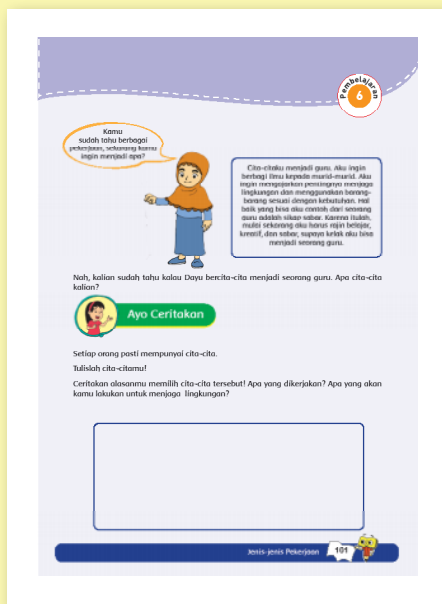 Pembelajaran
6
Kamu
sudah tahu berbagai
pekerjaan, sekarang kamu
ingin menjadi apa?
Cita-citaku menjadi guru. Aku ingin
berbagi ilmu kepada murid-murid. Aku
ingin mengajarkan pentingnya menjaga
lingkungan dan menggunakan barang-
barang sesuai dengan kebutuhan. Hal
baik yang bisa aku contoh dari seorang
guru adalah sikap sabar. Karena itulah,
mulai sekarang aku harus rajin belajar,
kreatif, dan sabar, supaya kelak aku bisa
menjadi seorang guru.
Nah, kalian sudah tahu kalau Dayu bercita-cita menjadi seorang guru. Apa cita-cita
kalian?
Ayo Ceritakan
Setiap orang pasti mempunyai cita-cita.
Tulislah cita-citamu!
Ceritakan alasanmu memilih cita-cita tersebut! Apa yang dikerjakan? Apa yang akan
kamu lakukan untuk menjaga lingkungan?
Jenis-jenis Pekerjaan
101